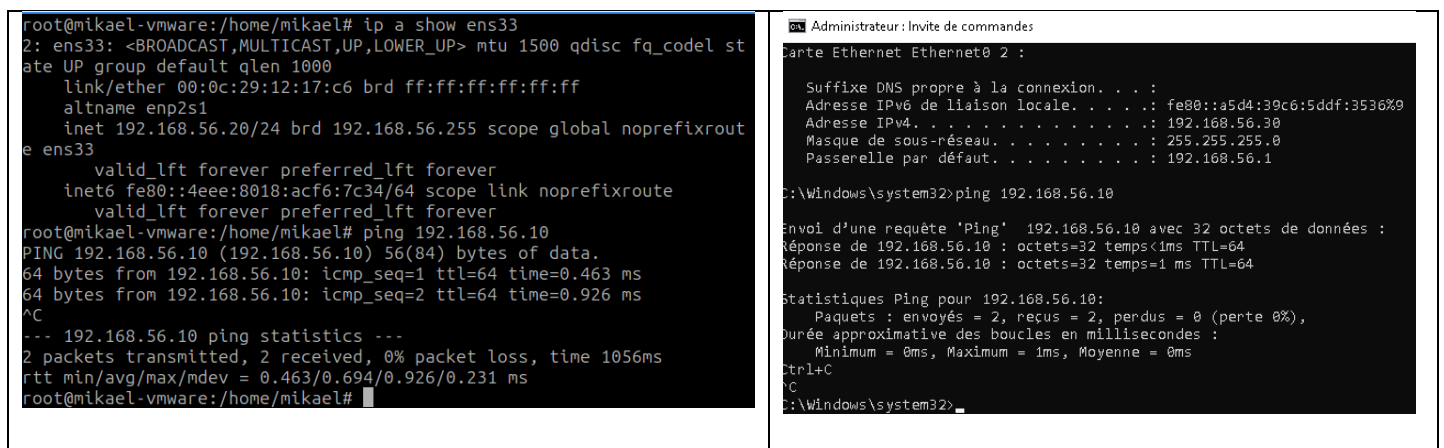 root@mikael-vmware:/home/mikael# ip a show ens33
2: ens33: <BROADCAST,MULTICAST,UP,LOWER_UP> mtu 1500 qdisc fq_codel st
ate UP group default qlen 1000
    link/ether 00:0c:29:12:17:c6 brd ff:ff:ff:ff:ff:ff
    altname enp2s1
    inet 192.168.56.20/24 brd 192.168.56.255 scope global noprefixrout
e ens33
       valid_lft forever preferred_lft forever
    inet6 fe80::4eee:8018:acf6:7c34/64 scope link noprefixroute
       valid_lft forever preferred_lft forever
root@mikael-vmware:/home/mikael# ping 192.168.56.10
PING 192.168.56.10 (192.168.56.10) 56(84) bytes of data.
64 bytes from 192.168.56.10: icmp_seq=1 ttl=64 time=0.463 ms
64 bytes from 192.168.56.10: icmp_seq=2 ttl=64 time=0.926 ms
^C
--- 192.168.56.10 ping statistics ---
2 packets transmitted, 2 received, 0% packet loss, time 1056ms
rtt min/avg/max/mdev = 0.463/0.694/0.926/0.231 ms
root@mikael-vmware:/home/mikael#
Administrateur : Invite de commandes
Carte Ethernet Ethernet0 2 :
   Suffixe DNS propre à la connexion. . . :
   Adresse IPv6 de liaison locale. . . . .: fe80::a5d4:39c6:5ddf:3536%9
   Adresse IPv4. . . . . . . . . . . . . .: 192.168.56.30
   Masque de sous-réseau. . . . . . . . . : 255.255.255.0
   Passerelle par défaut. . . . . . . . . : 192.168.56.1
C:\Windows\system32>ping 192.168.56.10
Envoi d'une requête 'Ping'  192.168.56.10 avec 32 octets de données :
Réponse de 192.168.56.10 : octets=32 temps<1ms TTL=64
Réponse de 192.168.56.10 : octets=32 temps=1 ms TTL=64
Statistiques Ping pour 192.168.56.10:
    Paquets : envoyés = 2, reçus = 2, perdus = 0 (perte 0%),
Durée approximative des boucles en millisecondes :
    Minimum = 0ms, Maximum = 1ms, Moyenne = 0ms
Ctrl+C
^C
C:\Windows\system32>